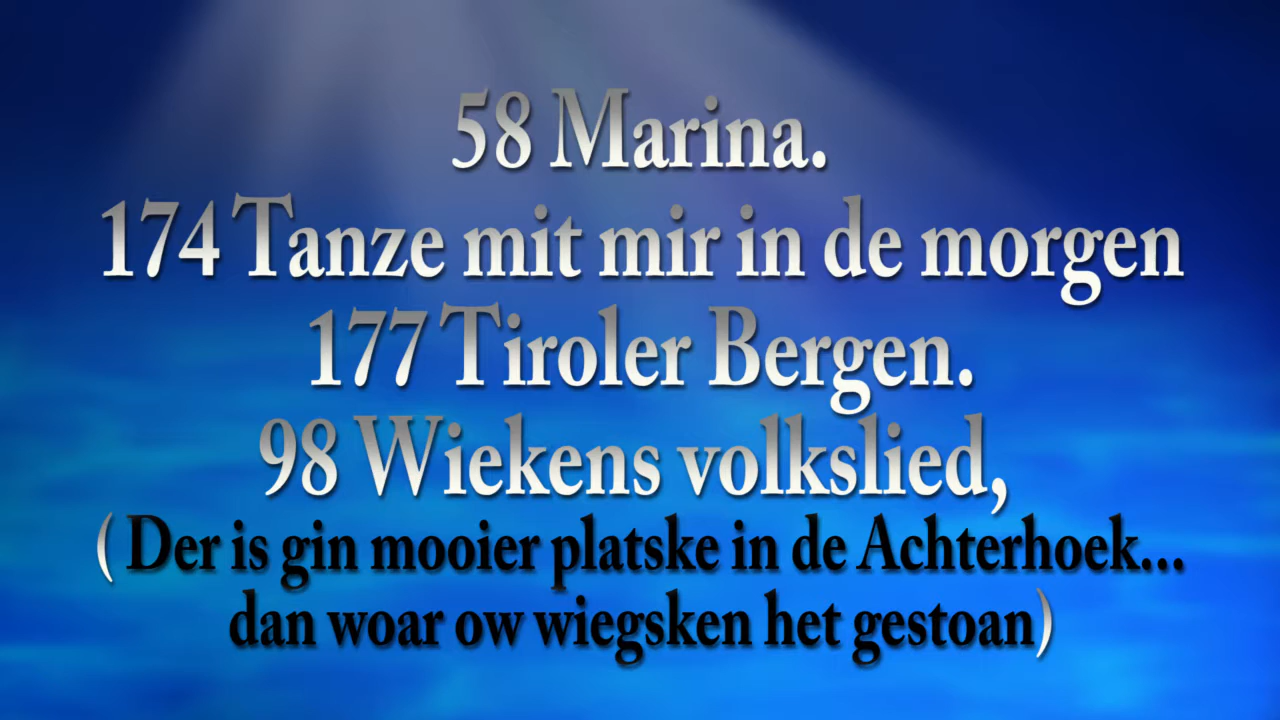 58 Marina.
174 Tanze mit mir in de morgen
177 Tiroler Bergen.
98 Wiekens volkslied,
( Der is gin mooier platske in de Achterhoek...
dan woar ow wiegsken het gestoan)